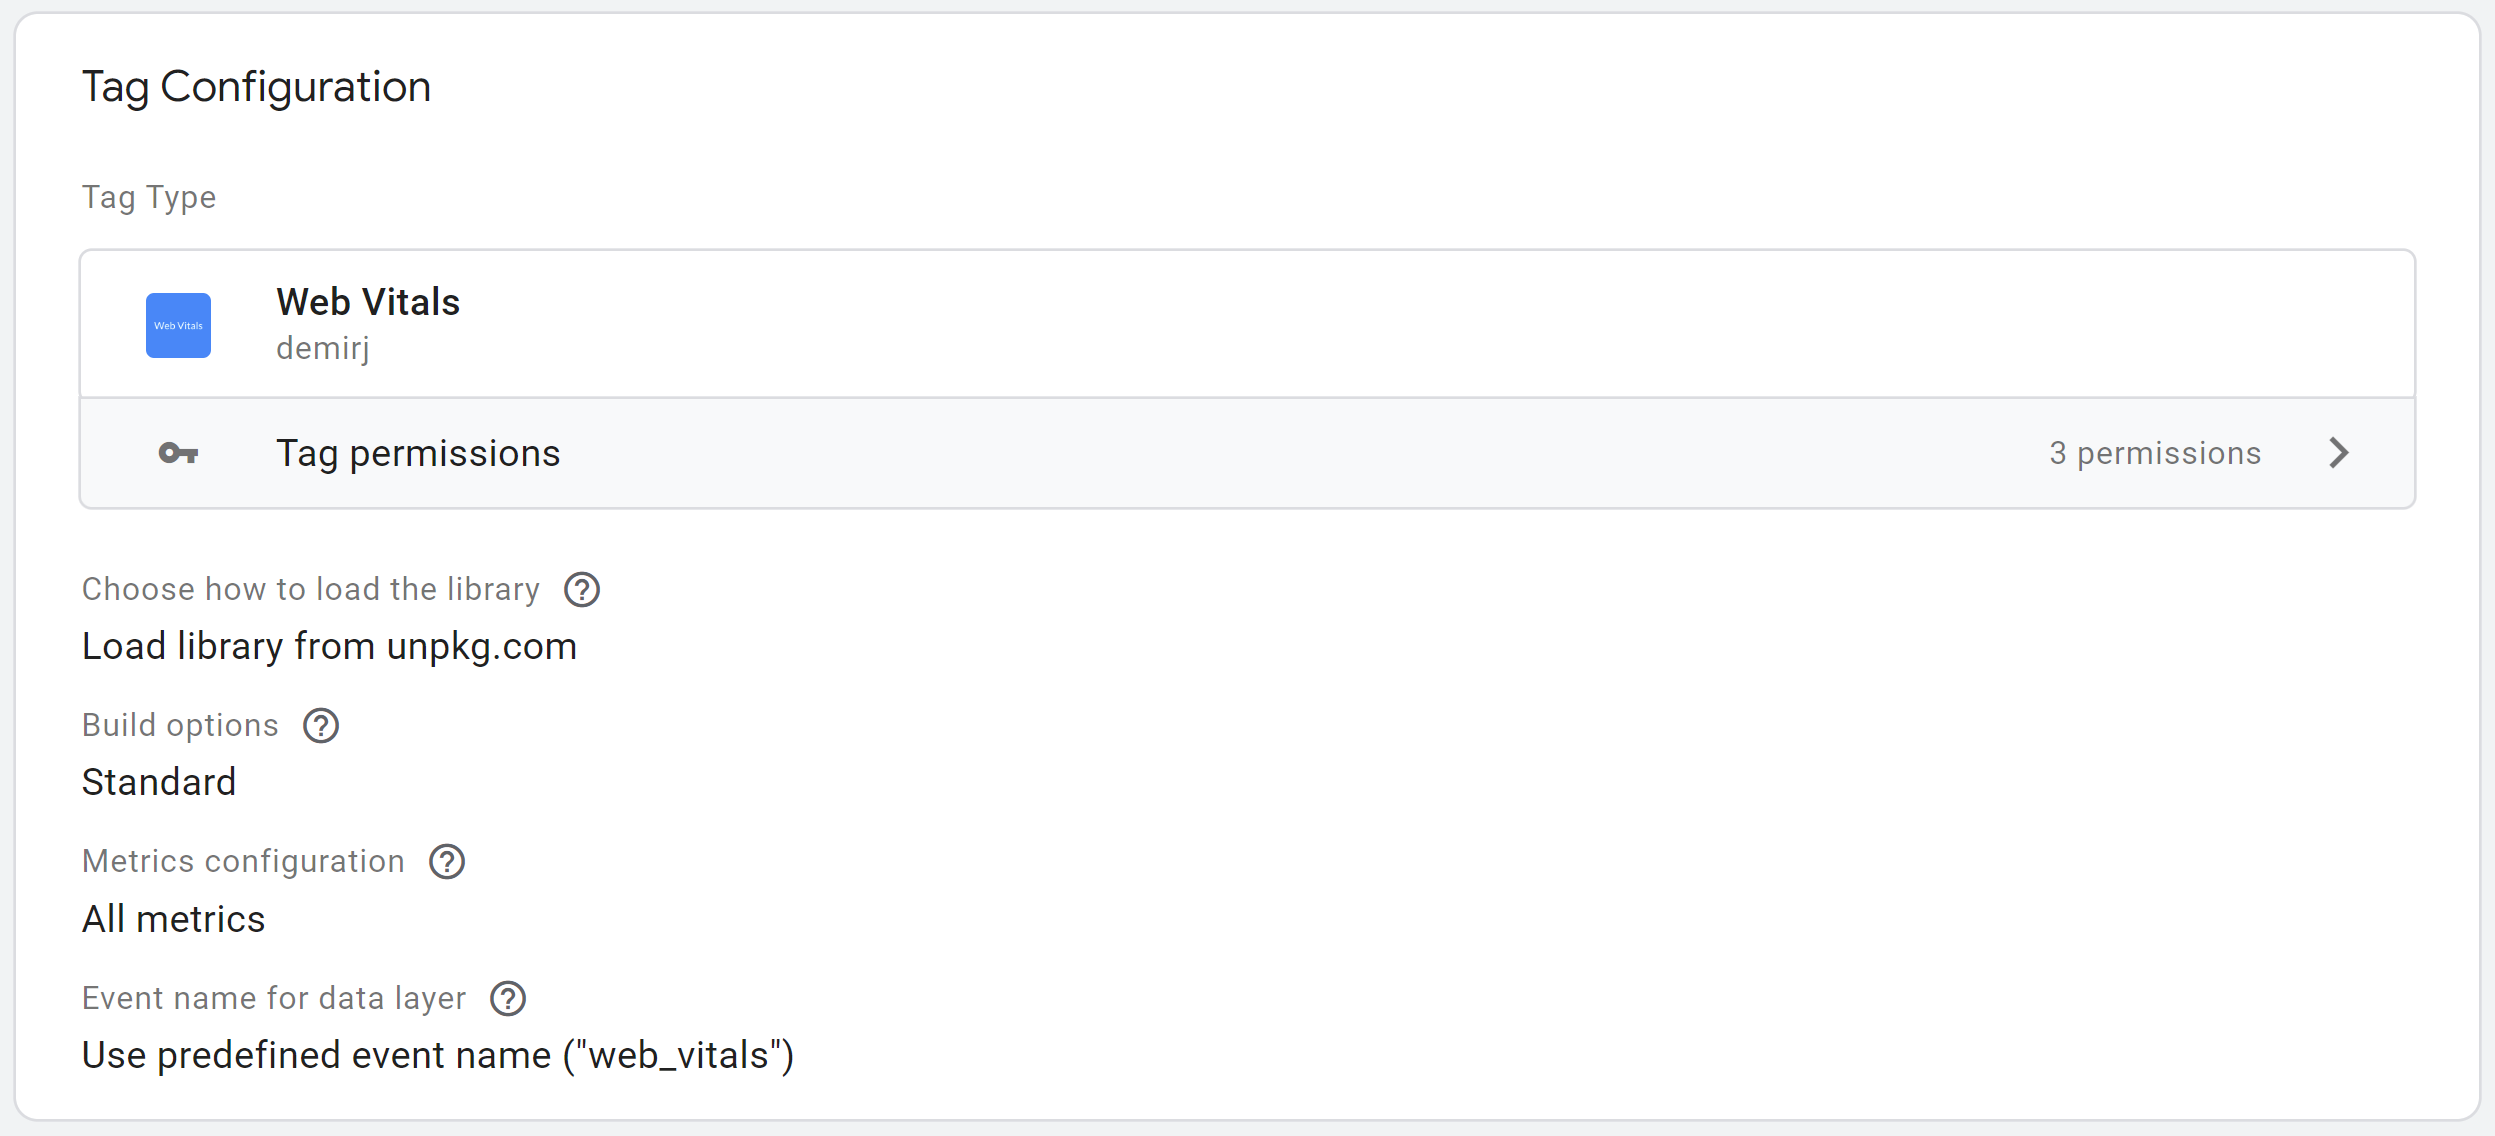 Tag Configuration
Tag Type
Web Vitals
Web Vitals
demirj
Tag permissions
3 permissions
Choose how to load the library
Load library from unpkg.com
Build options
Standard
Metrics configuration
All metrics
Event name for data layer
Use predefined event name ("web_vitals")